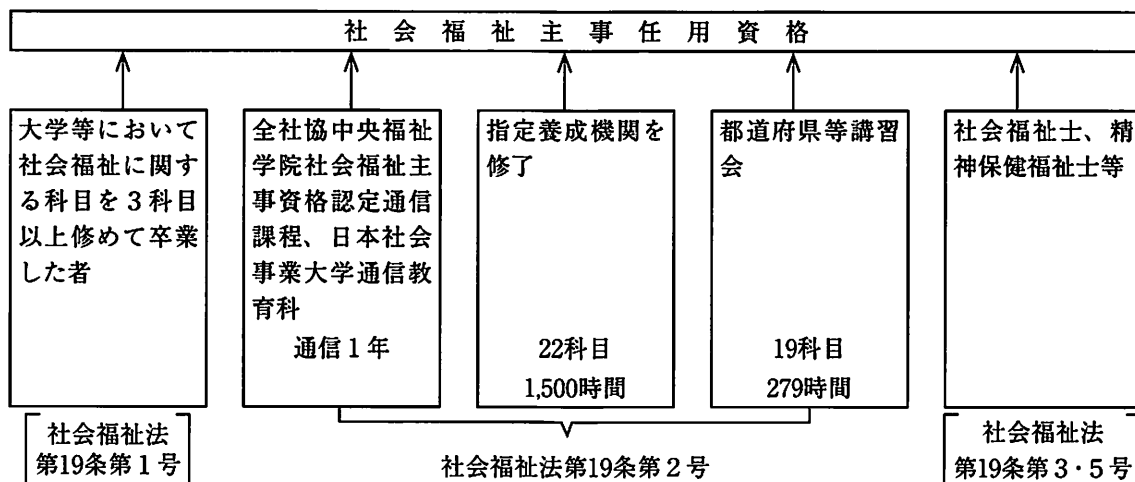 社会福祉主事任用資格
大学等において
社会福祉に関す
る科目を3科目
以上修めて卒業
した者
全社協中央福祉
学院社会福祉主
事資格認定通信
課程、日本社会
事業大学通信教
育科
通信1年
指定養成機関を
修了
22科目
1,500時間
都道府県等講習
会
19科目
279時間
社会福祉士、精
神保健福祉士等
社会福祉法
第19条第1号
社会福祉法第19条第2号
社会福祉法
第19条第3・5号